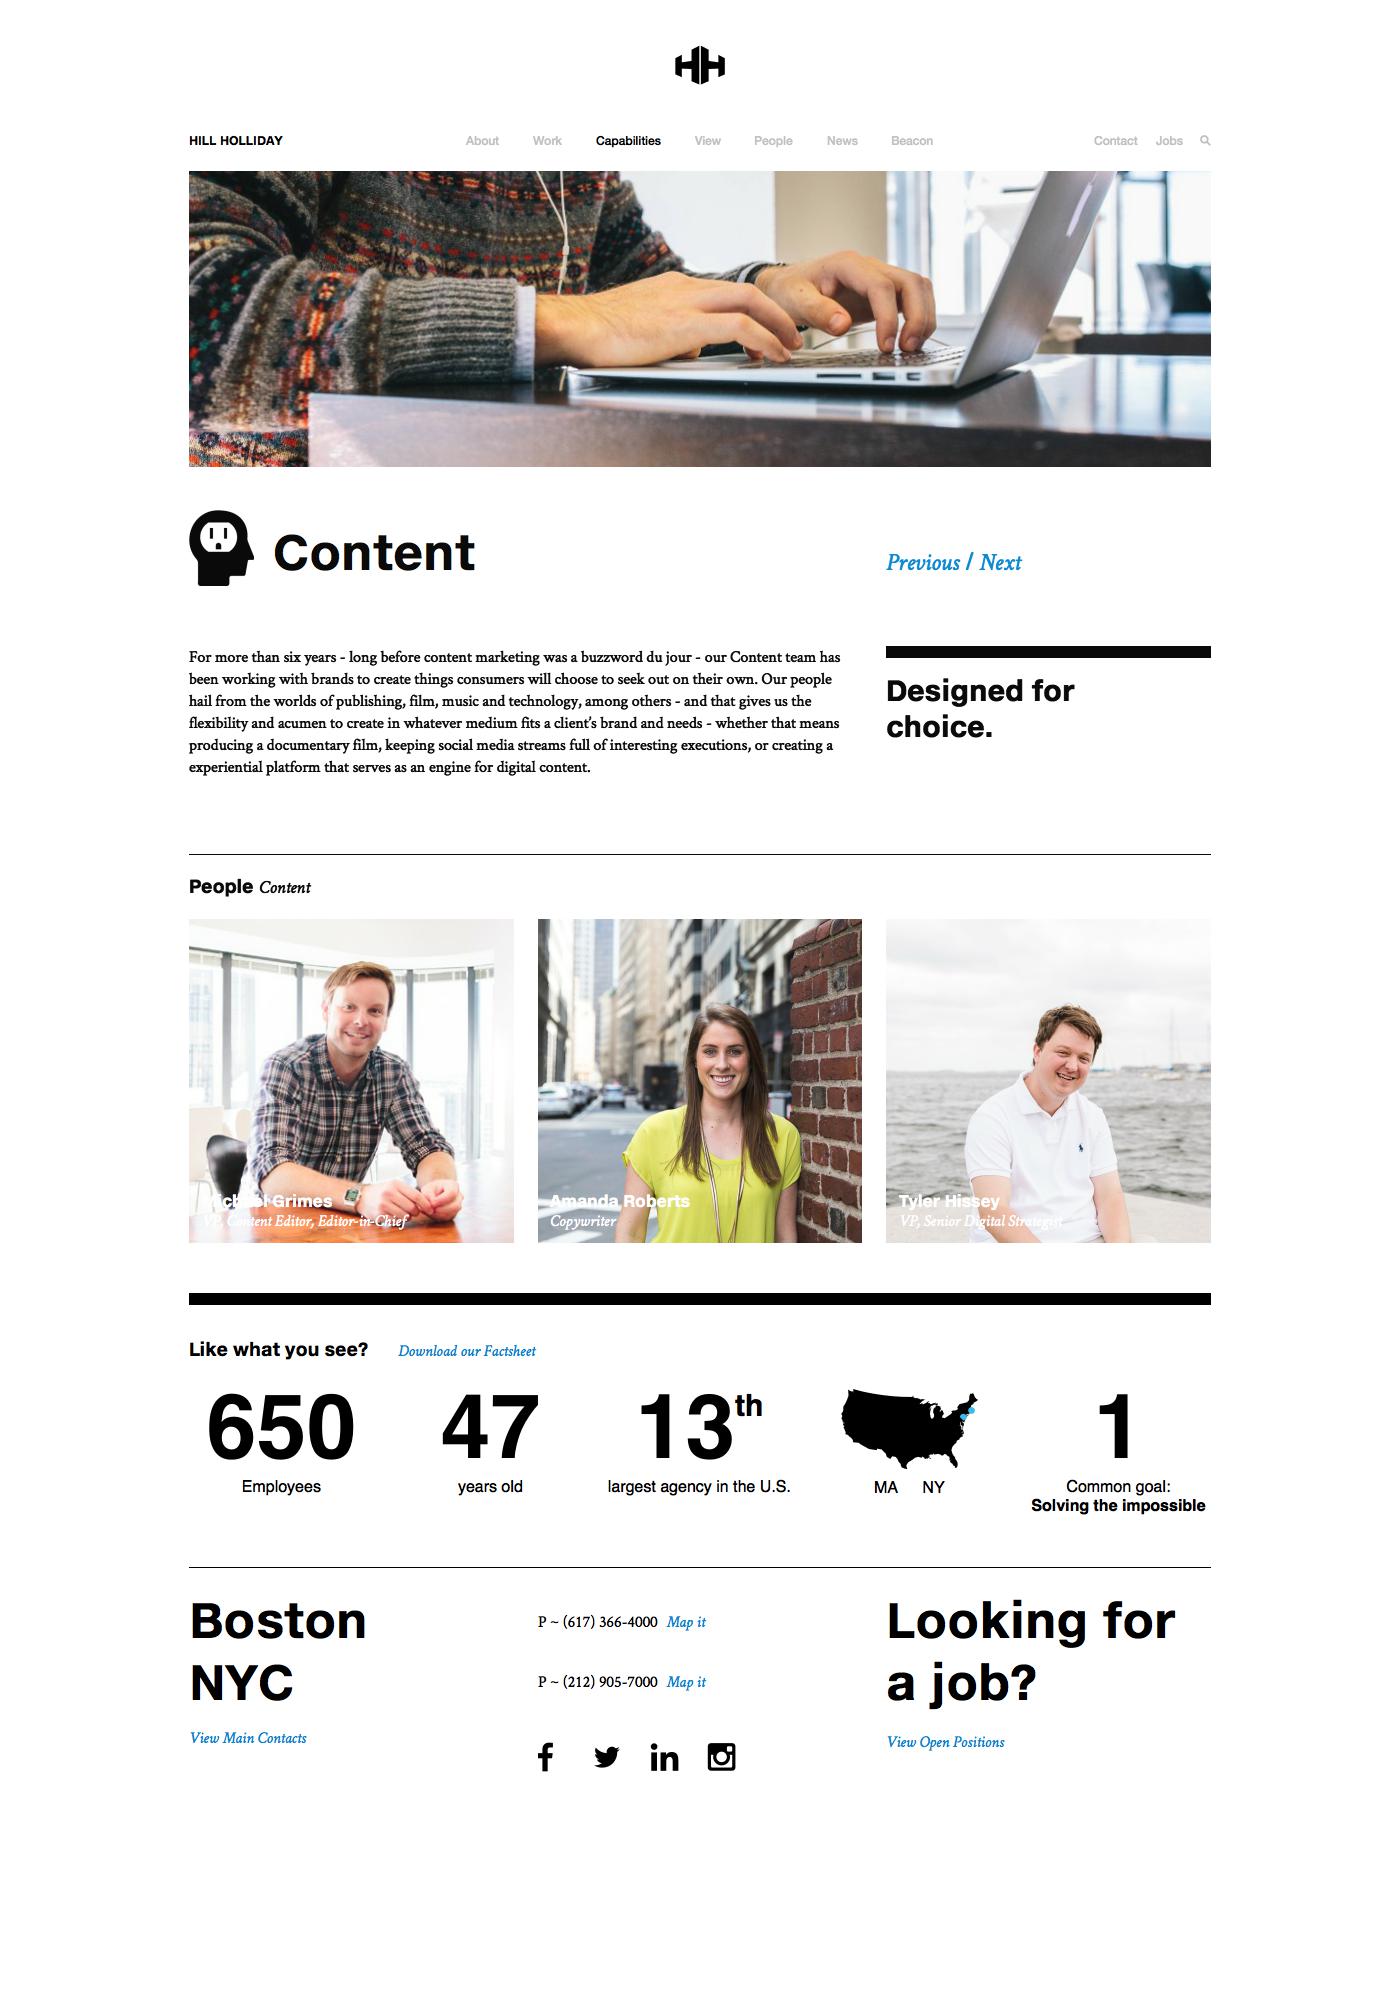 HILL HOLLIDAY
About Work Capabilities View People News Beacon
Contact Jobs
Content
Previous / Next
For more than six years - long before content marketing was a buzzword du jour - our Content team has
been working with brands to create things consumers will choose to seek out on their own. Our people
hail from the worlds of publishing, film, music and technology, among others - and that gives us the
flexibility and acumen to create in whatever medium fits a client's brand and needs - whether that means
producing a documentary film, keeping social media streams full of interesting executions, or creating a
experiential platform that serves as an engine for digital content.
Designed for
choice.
People Content
Michael Grimes
VP, Content Editor, Editor-in-Chief
Amanda Roberts
Copywriter
Tyler Hissey
VP, Senior Digital Strategist
Like what you see? Download our Factsheet
650
Employees
47
years old
13th
largest agency in the U.S.
MA NY
1
Common goal:
Solving the impossible
Boston
NYC
View Main Contacts
P ~ (617) 366-4000 Map it
P ~ (212) 905-7000 Map it
Looking for
a job?
View Open Positions